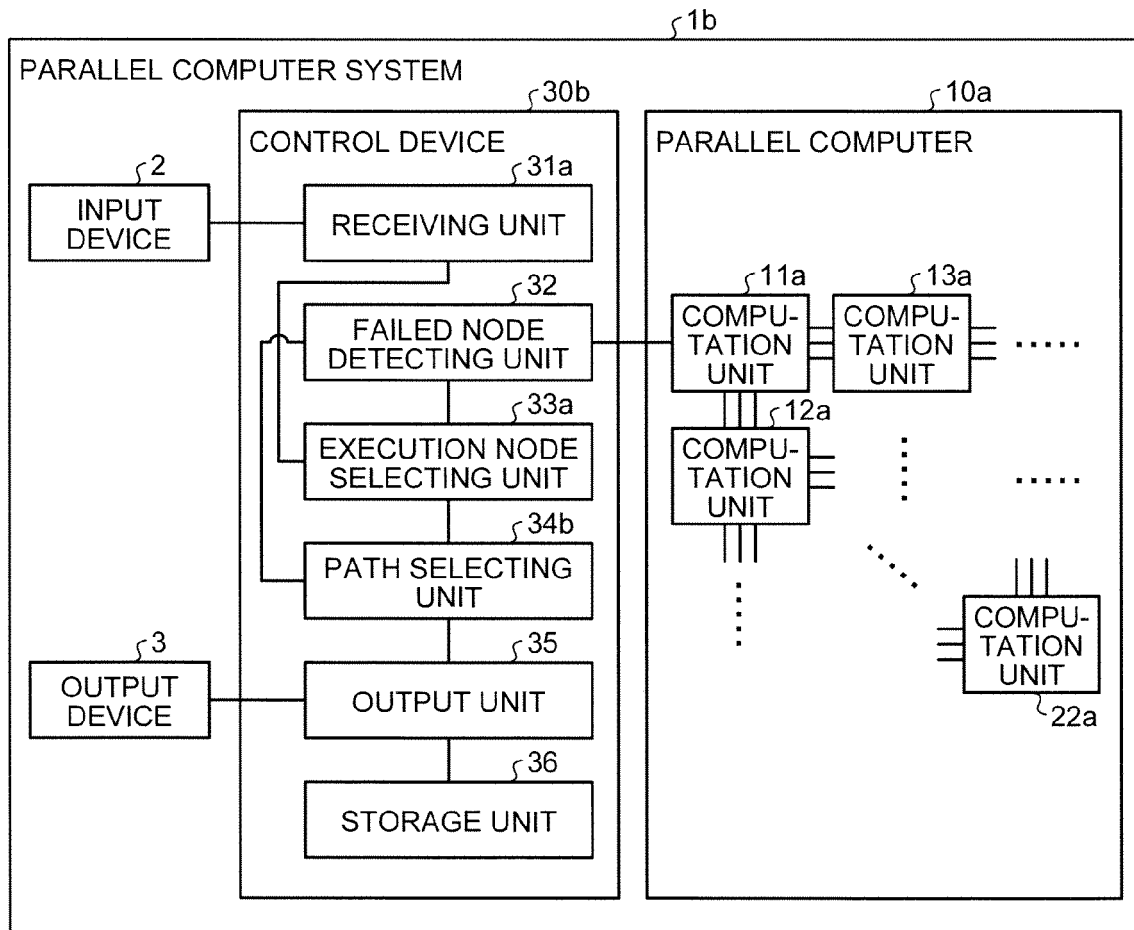 1b
PARALLEL COMPUTER SYSTEM
30b
CONTROL DEVICE
2
INPUT
DEVICE
31a
RECEIVING UNIT
32
FAILED NODE
DETECTING UNIT
33a
EXECUTION NODE
SELECTING UNIT
34b
PATH SELECTING
UNIT
3
OUTPUT
DEVICE
35
OUTPUT UNIT
36
STORAGE UNIT
10a
PARALLEL COMPUTER
11a
COMPU-
TATION
UNIT
13a
COMPU-
TATION
UNIT
12a
COMPU-
TATION
UNIT
COMPU-
TATION
UNIT
22a